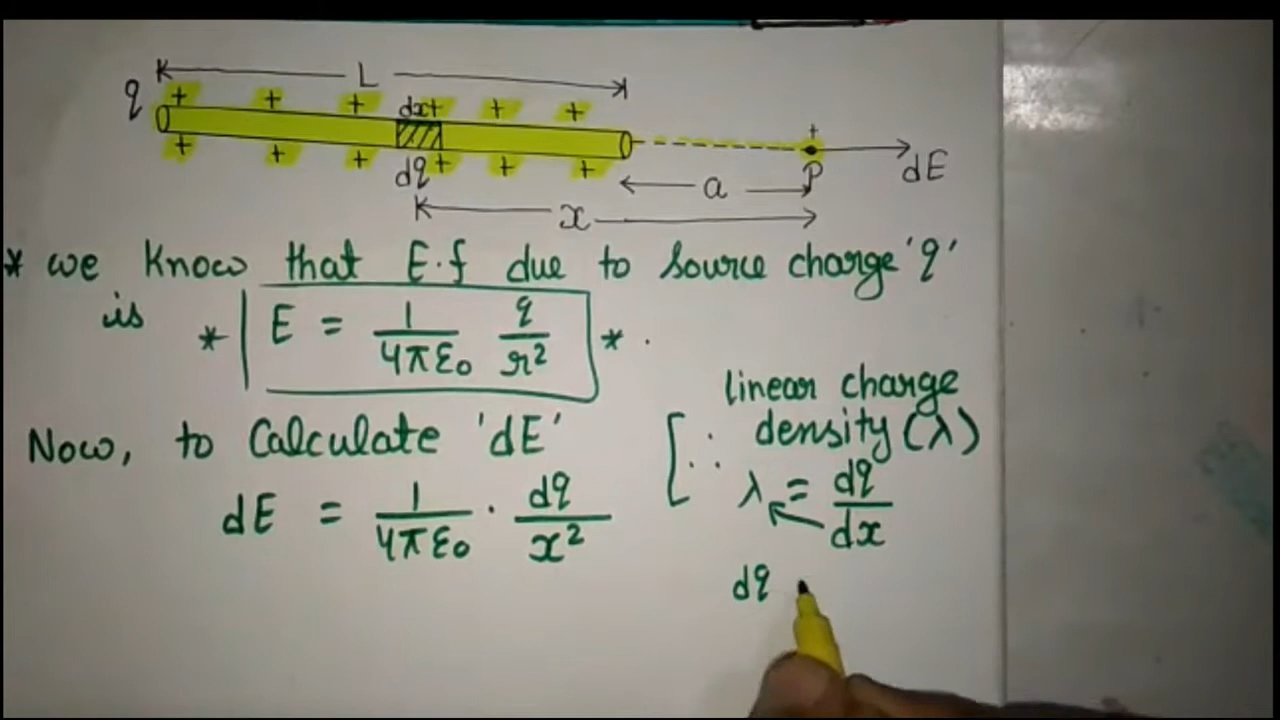 L
q + + + dx + + + +
+ + + dq + + + P dE
a
x
* we know that E.f due to source charge 'q'
is * E = 1/4πε₀ q/r² * .
linear charge
Now, to Calculate 'dE' [∴ density (λ)
dE = 1/4πε₀ · dq/x² λ = dq/dx
dq